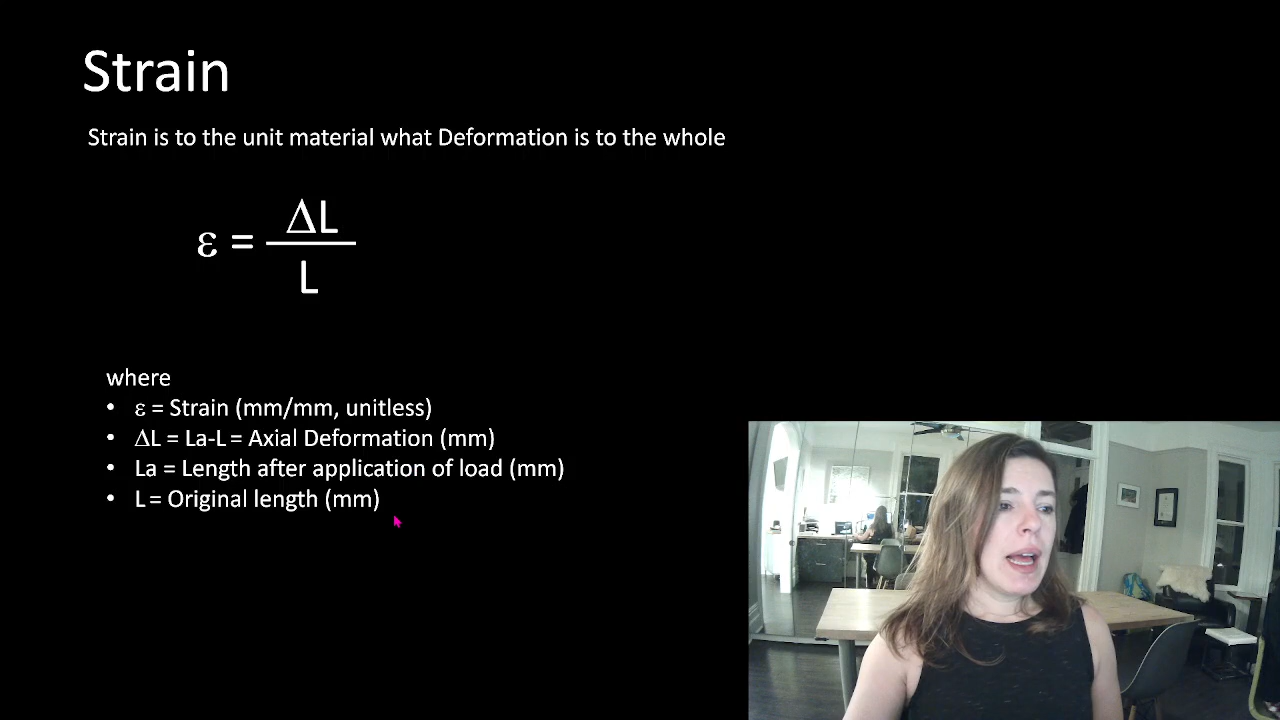 Strain
Strain is to the unit material what Deformation is to the whole
ε = ΔL
L
where
• ε = Strain (mm/mm, unitless)
• ΔL = La-L = Axial Deformation (mm)
• La = Length after application of load (mm)
• L = Original length (mm)